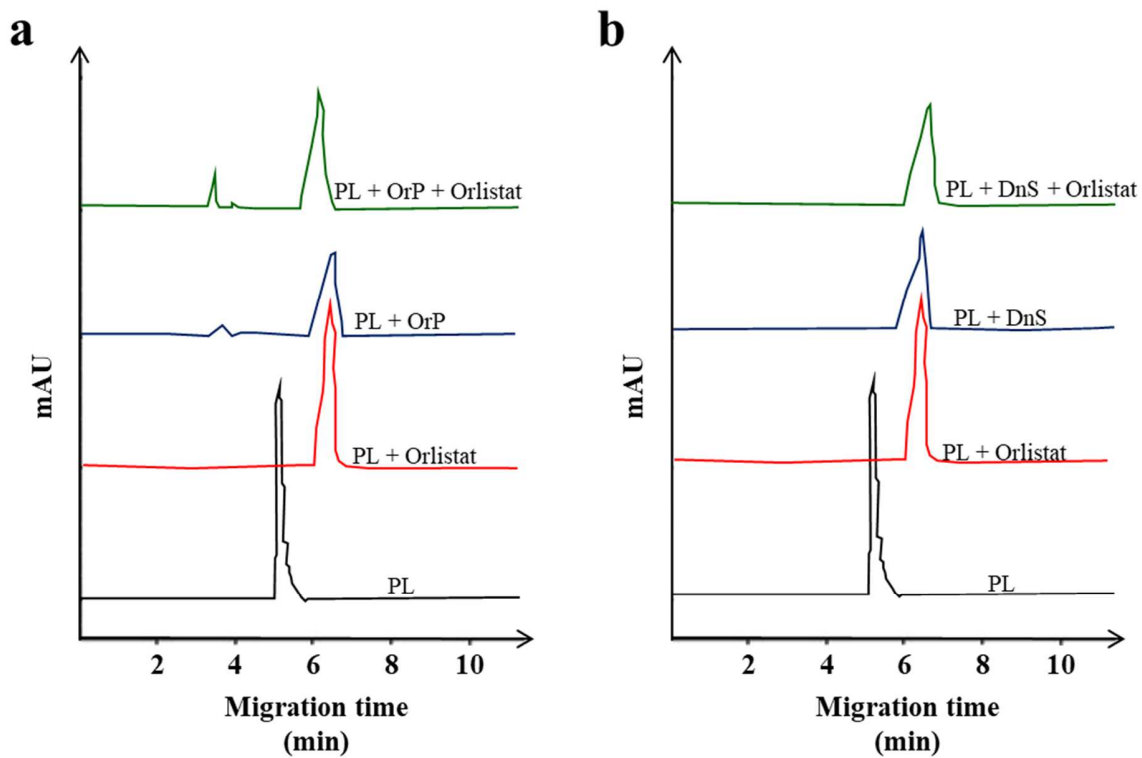 a
PL + OrP + Orlistat
PL + OrP
PL + Orlistat
PL
mAU
2 4 6 8 10
Migration time
(min)
b
PL + DnS + Orlistat
PL + DnS
PL + Orlistat
PL
mAU
2 4 6 8 10
Migration time
(min)